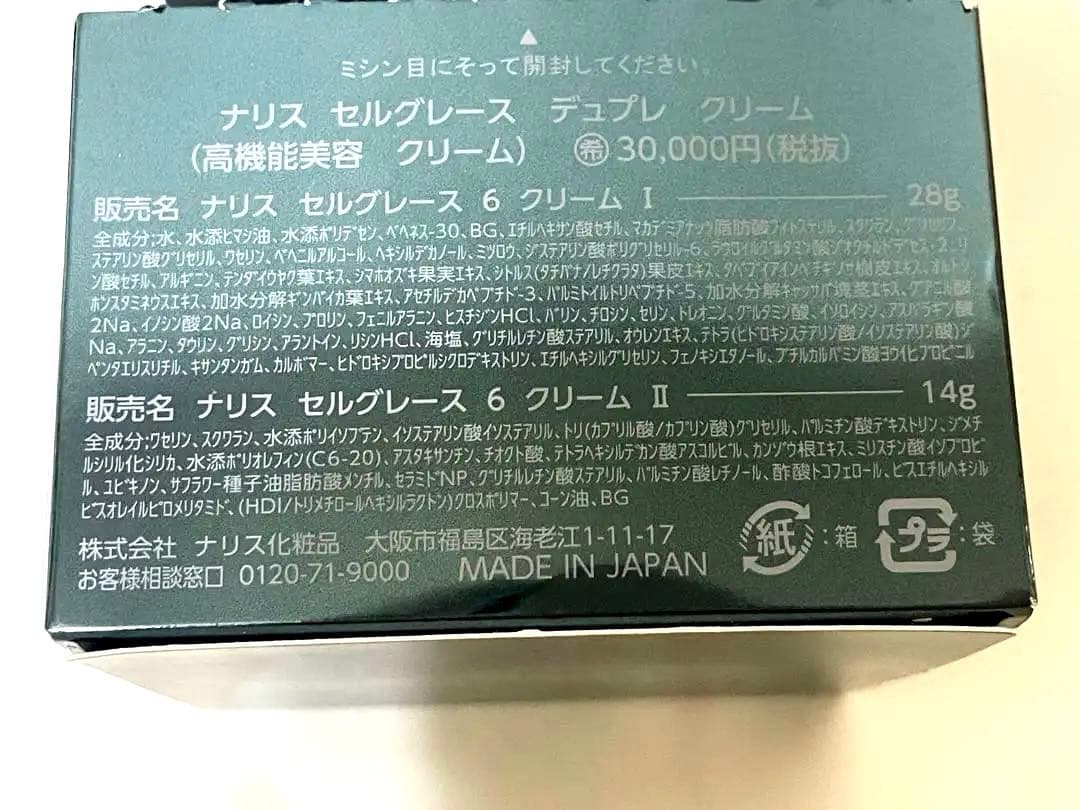 ミシン目にそって開封してください。
ナリス セルグレース デュプレ クリーム
(高機能美容 クリーム) ㊕30,000円(税抜)
販売名 ナリス セルグレース 6 クリーム Ⅰ 28g
全成分;水、水添ヒマシ油、水添ポリデセン、ベヘネス-30、BG、エチルヘキサン酸セチル、マカデミアナッツ脂肪酸フィトステリル、スクワラン、
ステアリン酸グリセリル、ワセリン、ベヘニルアルコール、ヘキシルデカノール、ミツロウ、ジステアリン酸ポリグリセリル-6、ラウロイルグルタミン酸ジオクチルドデセス-2、リ
ン酸セチル、アルギニン、テンダイウヤク葉エキス、シマホオズキ果実エキス、シトルス(タチバナ/レチクラタ)果皮エキス、タベブイアインペチギノサ樹皮エキス、オルト
ホンスタミネウスエキス、加水分解ギンバイカ葉エキス、アセチルデカペプチド-3、パルミトイルトリペプチド-5、加水分解キャッサバ塊茎エキス、グアニル酸
2Na、イノシン酸2Na、ロイシン、プロリン、フェニルアラニン、ヒスチジンHCl、バリン、チロシン、セリン、トレオニン、グルタミン酸、イソロイシン、アスパラギン酸
Na、アラニン、タウリン、グリシン、アラントイン、リシンHCl、海塩、グリチルレチン酸ステアリル、オウレンエキス、テトラ(ヒドロキシステアリン酸/イソステアリン酸)ジ
ペンタエリスリチル、キサンタンガム、カルボマー、ヒドロキシプロピルシクロデキストリン、エチルヘキシルグリセリン、フェノキシエタノール、ブチルカルバミン酸ヨウ化プロピニル
販売名 ナリス セルグレース 6 クリーム Ⅱ 14g
全成分;ワセリン、スクワラン、水添ポリイソブテン、イソステアリン酸イソステアリル、トリ(カプリル酸/カプリン酸)グリセリル、パルミチン酸デキストリン、ジメチ
ルシリル化シリカ、水添ポリオレフィン(C6-20)、アスタキサンチン、チオクト酸、テトラヘキシルデカン酸アスコルビル、カンゾウ根エキス、ミリスチン酸イソプロピ
ル、ユビキノン、サフラワー種子油脂肪酸メンチル、セラミドNP、グリチルレチン酸ステアリル、パルミチン酸レチノール、酢酸トコフェロール、ビスエチルヘキシル
ビスオレイルピロメリタミド、(HDI/トリメチロールヘキシルラクトン)クロスポリマー、コーン油、BG
株式会社 ナリス化粧品 大阪市福島区海老江1-11-17
お客様相談窓口 0120-71-9000 MADE IN JAPAN
紙:箱 プラ:袋